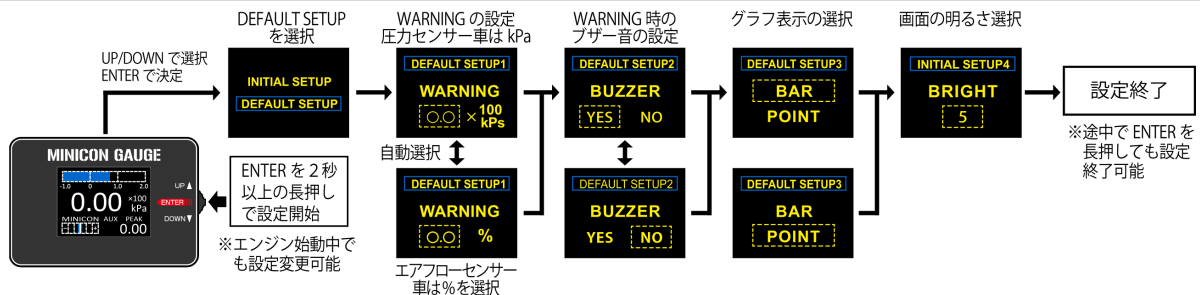 DEFAULT SETUP
を選択
WARNING の設定
圧力センサー車は kPa
WARNING 時の
ブザー音の設定
グラフ表示の選択
画面の明るさ選択
UP/DOWN で選択
ENTER で決定
INITIAL SETUP
DEFAULT SETUP
DEFAULT SETUP1
WARNING
○.○ ×100
kPs
DEFAULT SETUP2
BUZZER
YES NO
DEFAULT SETUP3
BAR
POINT
INITIAL SETUP4
BRIGHT
5
設定終了
※途中で ENTER を
長押しても設定
終了可能
自動選択
MINICON GAUGE
-1.0 0 1.0 2.0
0.00 ×100
kPa
MINICON AUX PEAK
0.00
UP▲
ENTER
DOWN▼
ENTER を 2 秒
以上の長押し
で設定開始
※エンジン始動中で
も設定変更可能
DEFAULT SETUP1
WARNING
○.○ %
エアフローセンサー
車は%を選択
DEFAULT SETUP2
BUZZER
YES NO
DEFAULT SETUP3
BAR
POINT